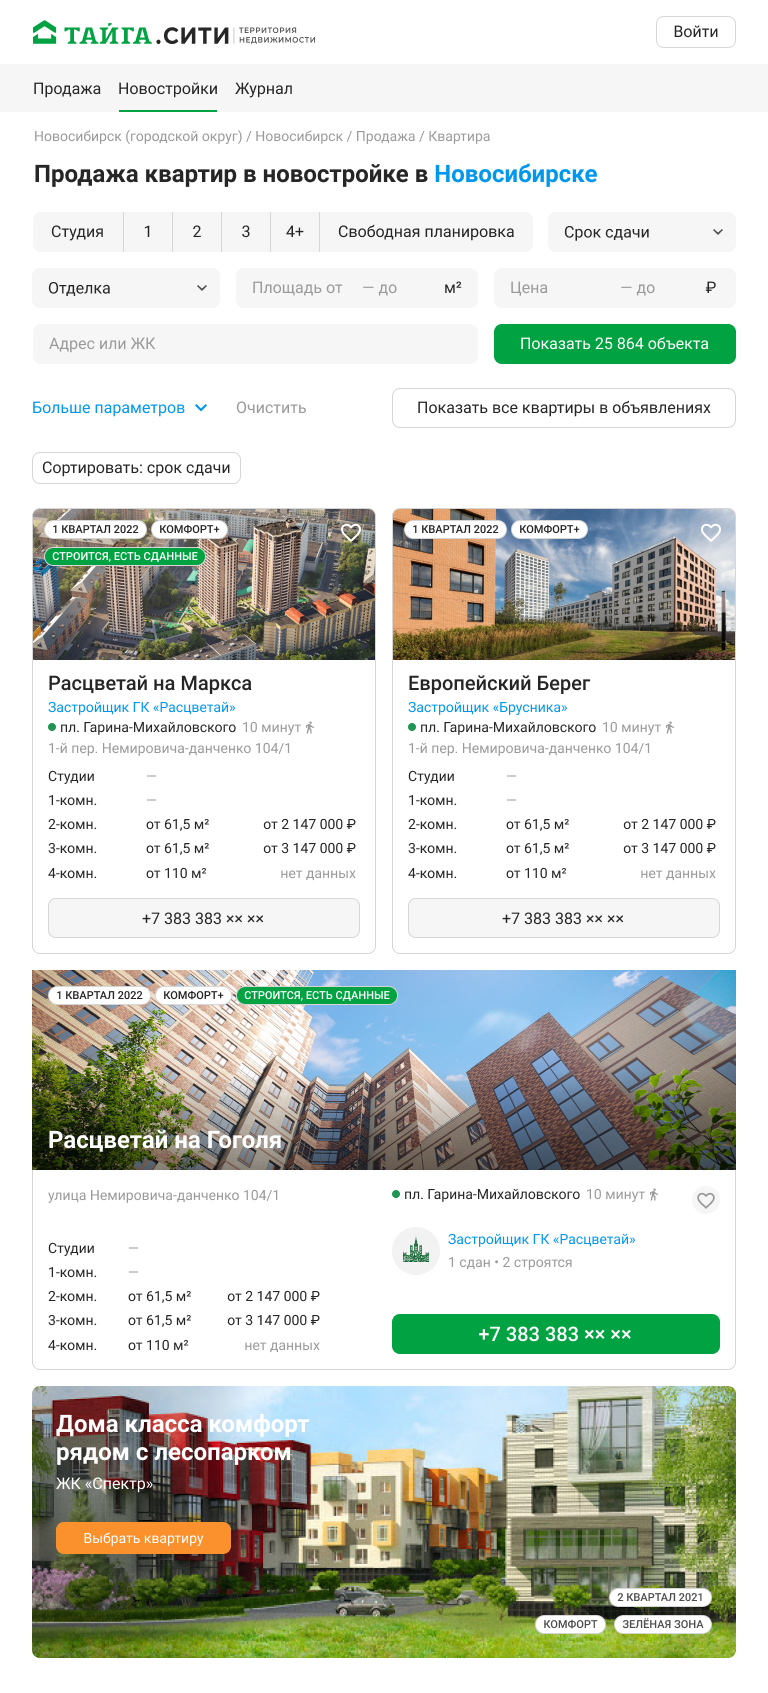 ТАЙГА.СИТИ
ТЕРРИТОРИЯ
НЕДВИЖИМОСТИ
Войти
Продажа Новостройки Журнал
Новосибирск (городской округ) / Новосибирск / Продажа / Квартира
Продажа квартир в новостройке в Новосибирске
Студия 1 2 3 4+ Свободная планировка Срок сдачи
Отделка Площадь от — до м² Цена — до ₽
Адрес или ЖК Показать 25 864 объекта
Больше параметров Очистить Показать все квартиры в объявлениях
Сортировать: срок сдачи
1 КВАРТАЛ 2022 КОМФОРТ+
СТРОИТСЯ, ЕСТЬ СДАННЫЕ
Расцветай на Маркса
Застройщик ГК «Расцветай»
пл. Гарина-Михайловского 10 минут
1-й пер. Немировича-данченко 104/1
Студии —
1-комн. —
2-комн. от 61,5 м² от 2 147 000 ₽
3-комн. от 61,5 м² от 3 147 000 ₽
4-комн. от 110 м² нет данных
+7 383 383 ×× ××
1 КВАРТАЛ 2022 КОМФОРТ+
Европейский Берег
Застройщик «Брусника»
пл. Гарина-Михайловского 10 минут
1-й пер. Немировича-данченко 104/1
Студии —
1-комн. —
2-комн. от 61,5 м² от 2 147 000 ₽
3-комн. от 61,5 м² от 3 147 000 ₽
4-комн. от 110 м² нет данных
+7 383 383 ×× ××
1 КВАРТАЛ 2022 КОМФОРТ+ СТРОИТСЯ, ЕСТЬ СДАННЫЕ
Расцветай на Гоголя
улица Немировича-данченко 104/1
Студии —
1-комн. —
2-комн. от 61,5 м² от 2 147 000 ₽
3-комн. от 61,5 м² от 3 147 000 ₽
4-комн. от 110 м² нет данных
пл. Гарина-Михайловского 10 минут
Застройщик ГК «Расцветай»
1 сдан • 2 строятся
+7 383 383 ×× ××
Дома класса комфорт
рядом с лесопарком
ЖК «Спектр»
Выбрать квартиру
2 КВАРТАЛ 2021
КОМФОРТ ЗЕЛЁНАЯ ЗОНА